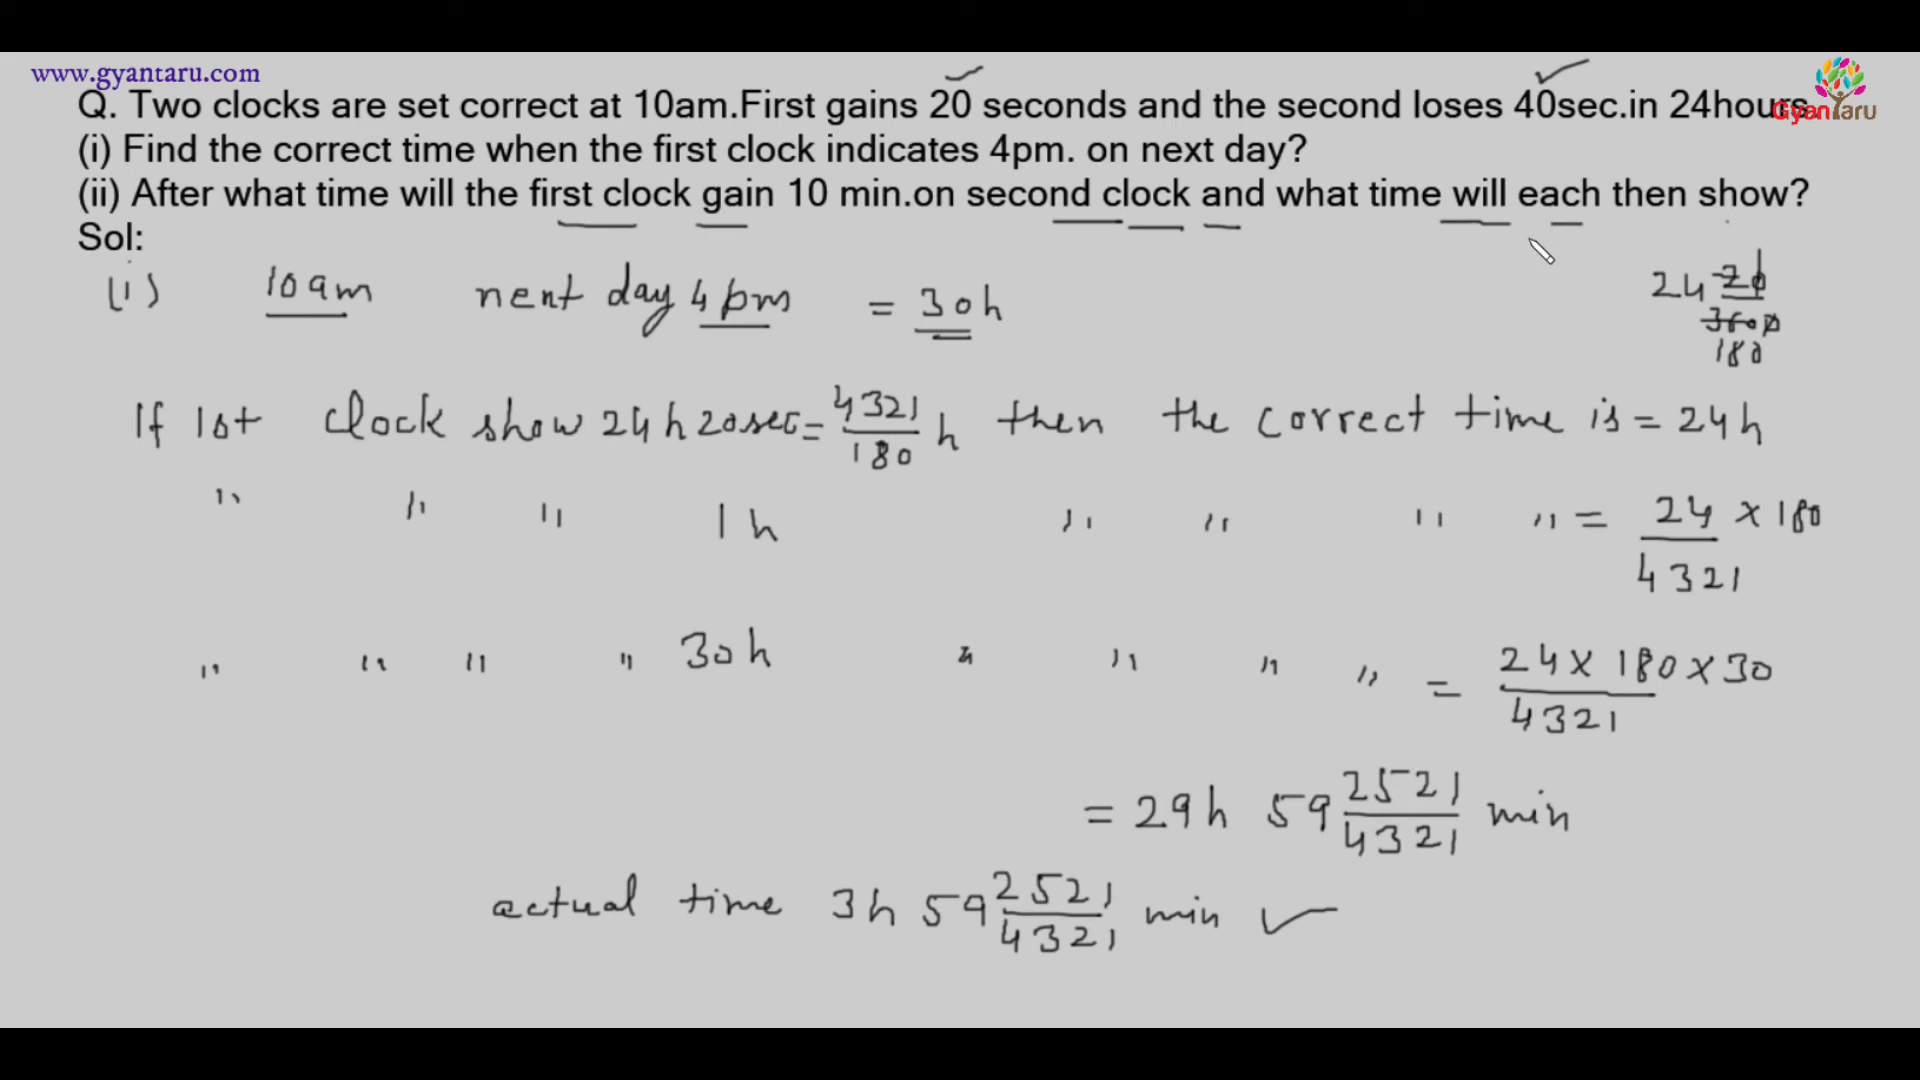 www.gyantaru.com
Q. Two clocks are set correct at 10am.First gains 20 seconds and the second loses 40sec.in 24hours.
GyanTaru
(i) Find the correct time when the first clock indicates 4pm. on next day?
(ii) After what time will the first clock gain 10 min.on second clock and what time will each then show?
Sol:
(i) 10am next day 4pm = 30h
24 20
3600
180
If 1st clock show 24h 20sec = 4321/180 h then the correct time is = 24h
" " " 1h " " " " = 24/4321 × 180
" " " " 30h " " " " = 24×180×30/4321
= 29h 59 2521/4321 min
actual time 3h 59 2521/4321 min ✓